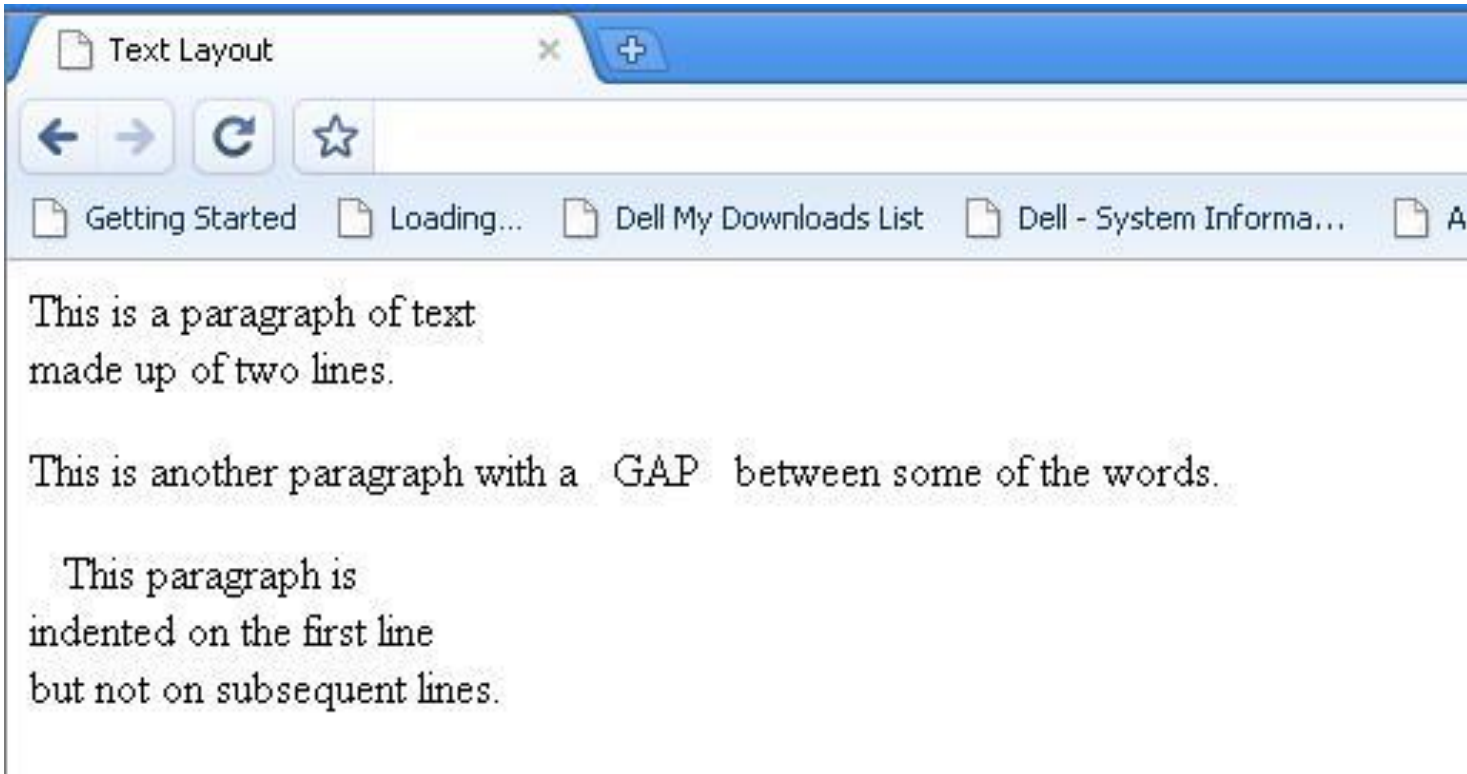 Text Layout
Getting Started Loading... Dell My Downloads List Dell - System Informa... A
This is a paragraph of text
made up of two lines.
This is another paragraph with a   GAP   between some of the words.
   This paragraph is
indented on the first line
but not on subsequent lines.